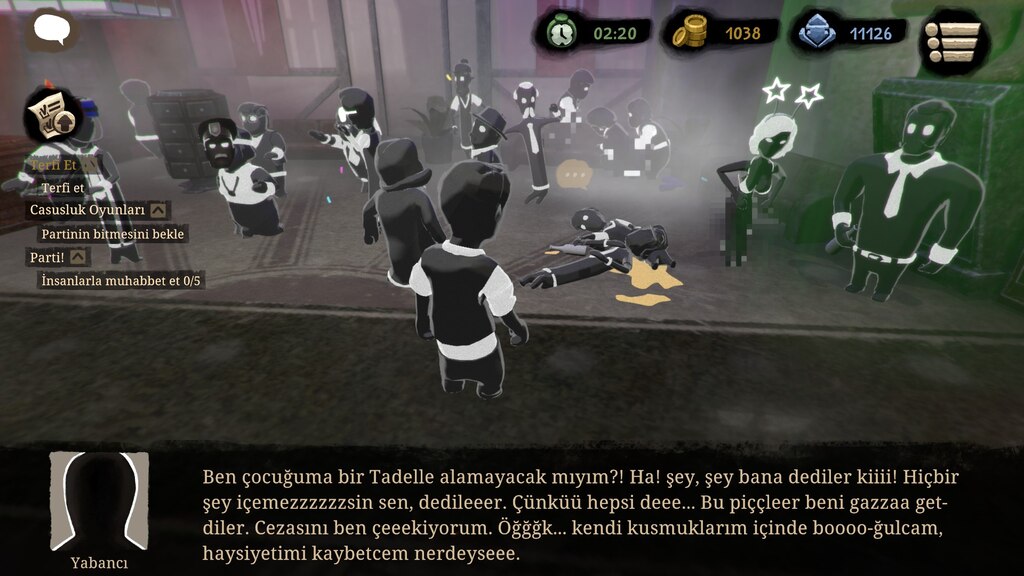 02:20
1038
11126
Terfi Et
Terfi et
Casusluk Oyunları
Partinin bitmesini bekle
Parti!
İnsanlarla muhabbet et 0/5
Ben çocuğuma bir Tadelle alamayacak mıyım?! Ha! şey, şey bana dediler kiiii! Hiçbir
şey içemezzzzzzsin sen, dedileeer. Çünküü hepsi deee... Bu piççleer beni gazzaa get-
diler. Cezasını ben çeeekiyorum. Öğğğk... kendi kusmuklarım içinde boooo-ğulcam,
haysiyetimi kaybetcem nerdeyseee.
Yabancı